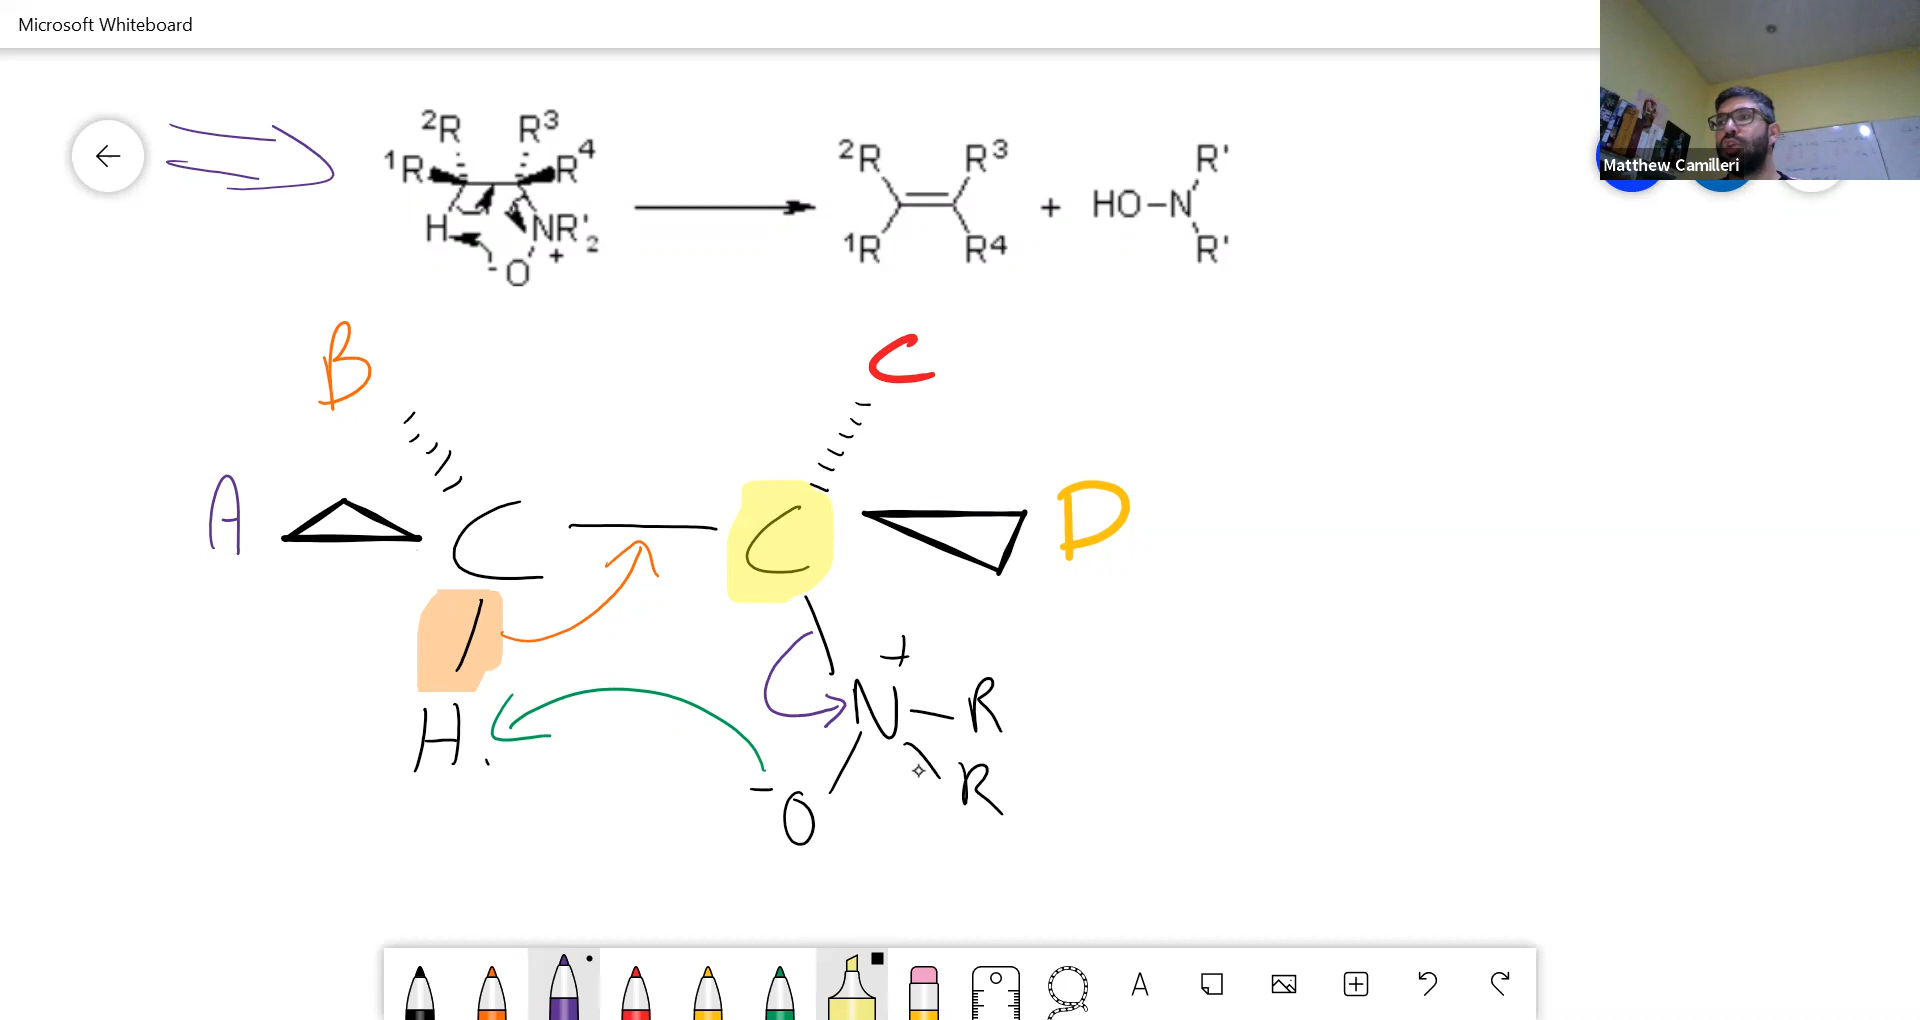 Microsoft Whiteboard
Matthew Camilleri
²R R³
¹R R⁴
H NR'₂
+
- O
²R R³
¹R R⁴
+ HO-N
R'
R'
B C
A C C D
+
H. N-R
-O R
A